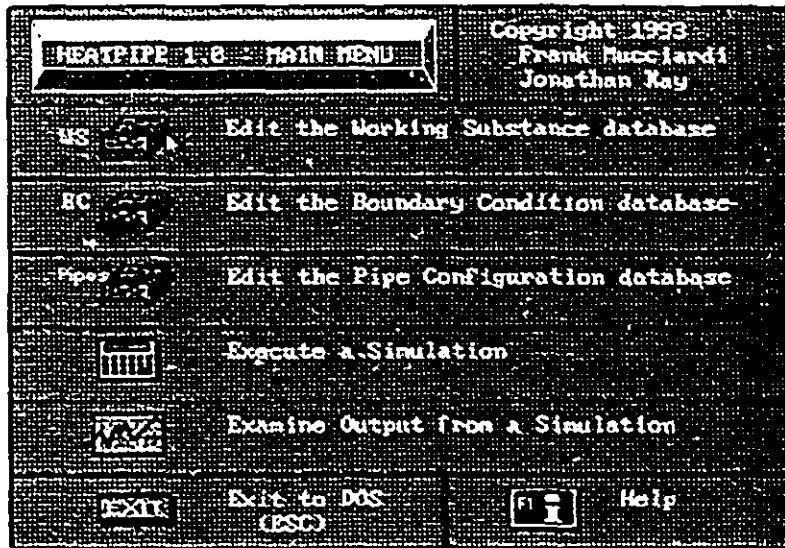 HEATPIPE 1.0 - MAIN MENU
Copyright 1993
Frank Mucciardi
Jonathan Kay
WS
Edit the Working Substance database
BC
Edit the Boundary Condition database
Pipes
Edit the Pipe Configuration database
Execute a Simulation
Examine Output from a Simulation
EXIT
Exit to DOS
(ESC)
F1
Help